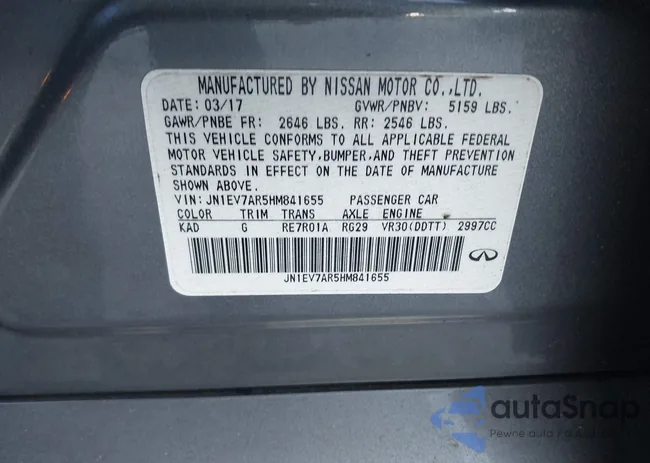 MANUFACTURED BY NISSAN MOTOR CO.,LTD.
DATE: 03/17 GVWR/PNBV: 5159 LBS.
GAWR/PNBE FR: 2646 LBS. RR: 2546 LBS.
THIS VEHICLE CONFORMS TO ALL APPLICABLE FEDERAL
MOTOR VEHICLE SAFETY,BUMPER,AND THEFT PREVENTION
STANDARDS IN EFFECT ON THE DATE OF MANUFACTURE
SHOWN ABOVE.
VIN: JN1EV7AR5HM841655 PASSENGER CAR
COLOR TRIM TRANS AXLE ENGINE
KAD G RE7R01A RG29 VR30(DDTT) 2997CC
JN1EV7AR5HM841655
autoSnap
Pewne auta z